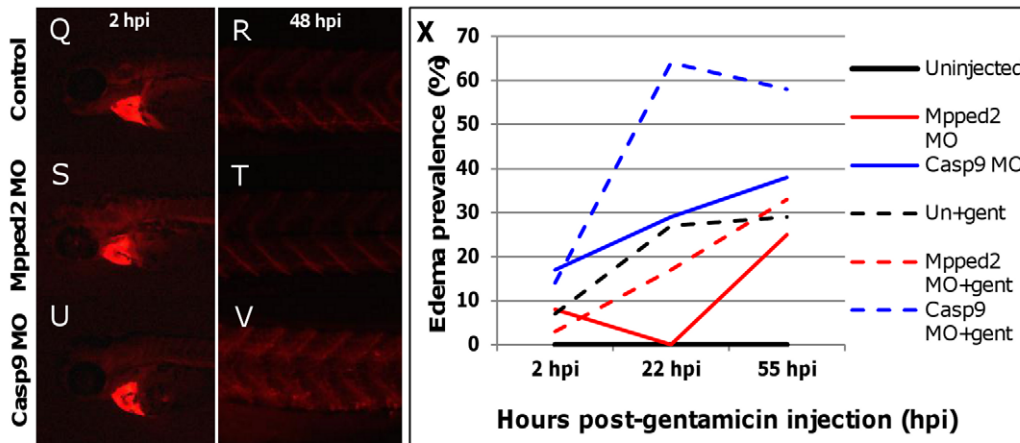 Q 2 hpi R 48 hpi
Control
S T
Mpped2 MO
U V
Casp9 MO
X
Edema prevalence (%)
70
60
50
40
30
20
10
0
2 hpi 22 hpi 55 hpi
Hours post-gentamicin injection (hpi)
Uninjected
Mpped2
MO
Casp9 MO
Un+gent
Mpped2
MO+gent
Casp9
MO+gent